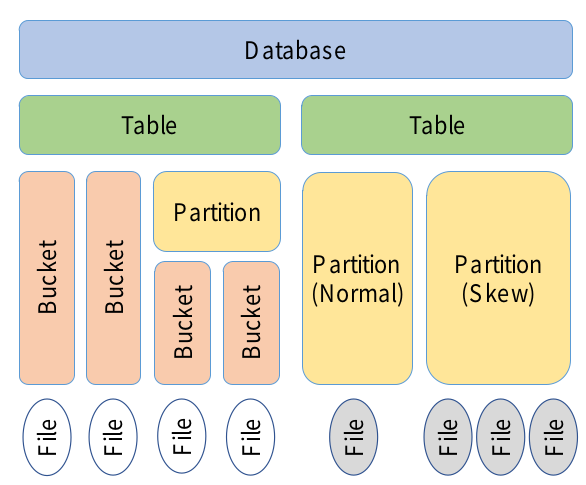 Database
Table
Table
Bucket
Bucket
Partition
Bucket
Bucket
Partition
(Normal)
Partition
(Skew)
File
File
File
File
File
File
File
File